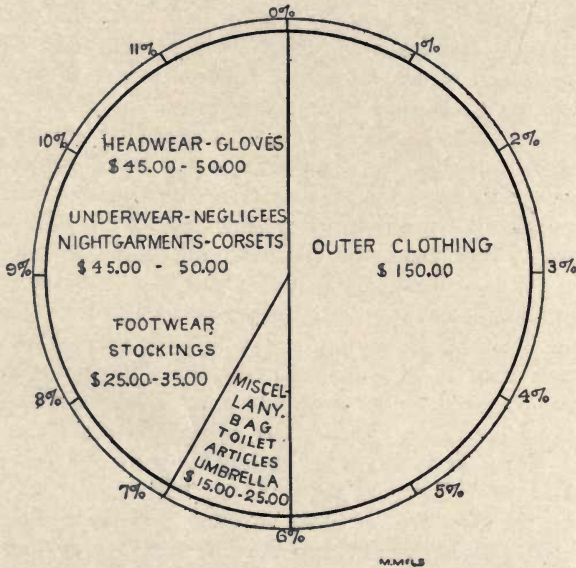 0%
1%
2%
3%
4%
5%
6%
7%
8%
9%
10%
11%
HEADWEAR-GLOVES
$45.00 - 50.00
UNDERWEAR-NEGLIGEES
NIGHTGARMENTS-CORSETS
$45.00 - 50.00
FOOTWEAR
STOCKINGS
$25.00-35.00
MISCEL-
LANY.
BAG
TOILET
ARTICLES
UMBRELLA
$15.00-25.00
OUTER CLOTHING
$150.00